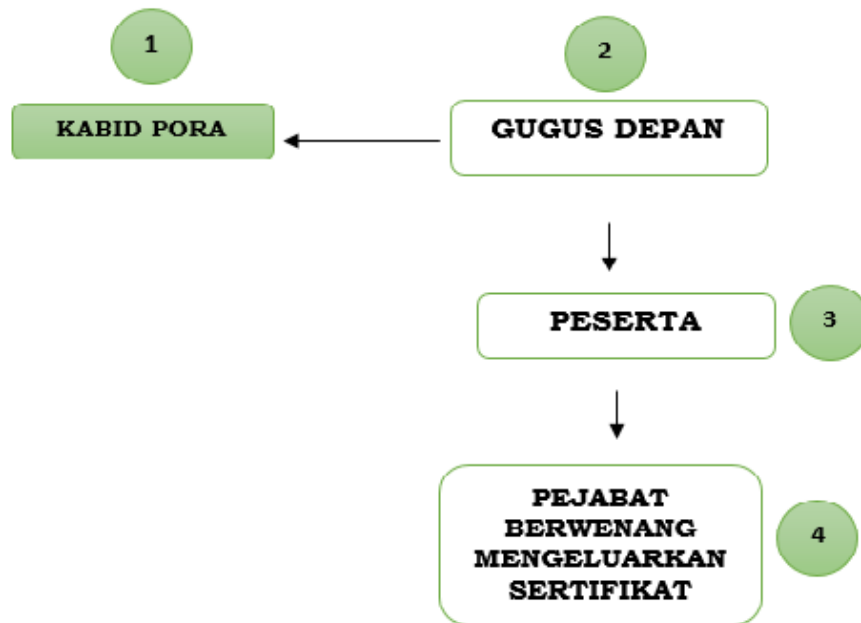 1
2
KABID PORA
GUGUS DEPAN
PESERTA
3
PEJABAT
BERWENANG
MENGELUARKAN
SERTIFIKAT
4